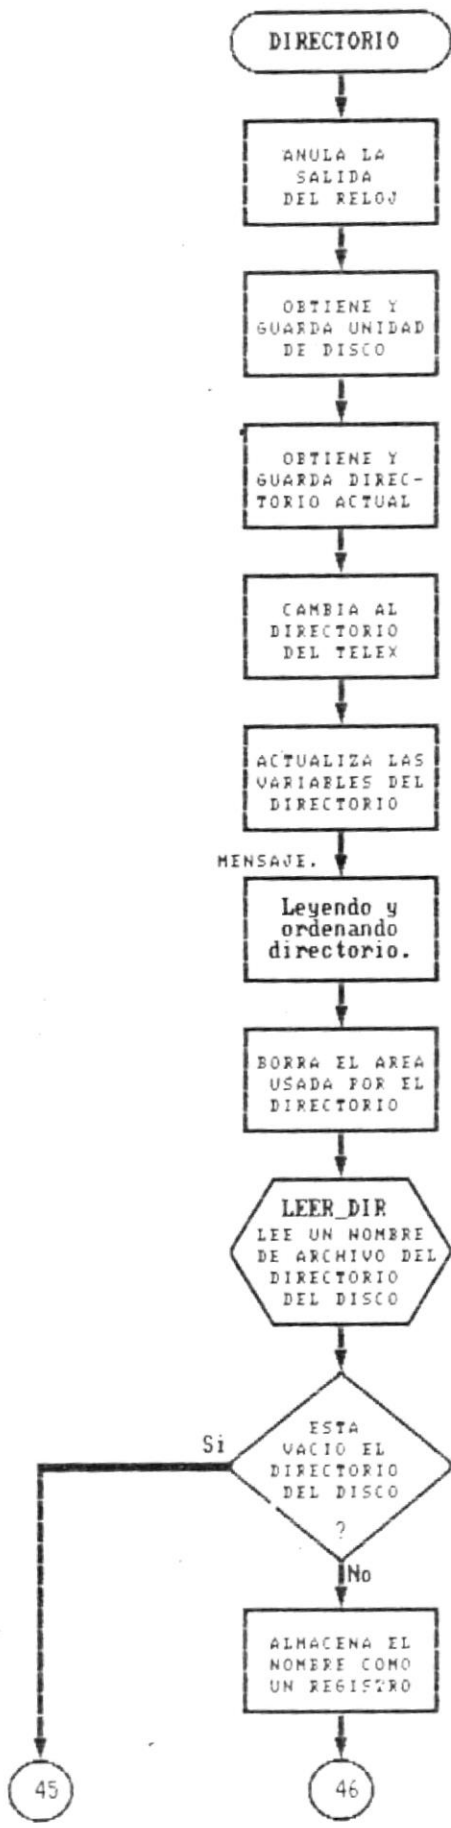 DIRECTORIO
ANULA LA
SALIDA
DEL RELOJ
OBTIENE Y
GUARDA UNIDAD
DE DISCO
OBTIENE Y
GUARDA DIREC-
TORIO ACTUAL
CAMBIA AL
DIRECTORIO
DEL TELEX
ACTUALIZA LAS
VARIABLES DEL
DIRECTORIO
MENSAJE.
Leyendo y
ordenando
directorio.
BORRA EL AREA
USADA POR EL
DIRECTORIO
LEER_DIR
LEE UN NOMBRE
DE ARCHIVO DEL
DIRECTORIO
DEL DISCO
ESTA
VACIO EL
DIRECTORIO
DEL DISCO
?
Si
No
ALMACENA EL
NOMBRE COMO
UN REGISTRO
45
46